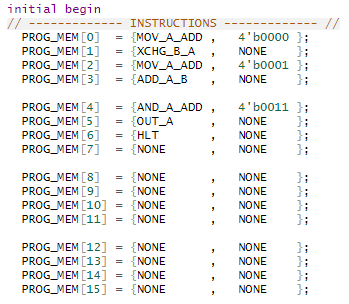 initial begin
// ------------ INSTRUCTIONS ------------ //
PROG_MEM[0] = {MOV_A_ADD , 4'b0000 };
PROG_MEM[1] = {XCHG_B_A , NONE };
PROG_MEM[2] = {MOV_A_ADD , 4'b0001 };
PROG_MEM[3] = {ADD_A_B , NONE };
PROG_MEM[4] = {AND_A_ADD , 4'b0011 };
PROG_MEM[5] = {OUT_A , NONE };
PROG_MEM[6] = {HLT , NONE };
PROG_MEM[7] = {NONE , NONE };
PROG_MEM[8] = {NONE , NONE };
PROG_MEM[9] = {NONE , NONE };
PROG_MEM[10] = {NONE , NONE };
PROG_MEM[11] = {NONE , NONE };
PROG_MEM[12] = {NONE , NONE };
PROG_MEM[13] = {NONE , NONE };
PROG_MEM[14] = {NONE , NONE };
PROG_MEM[15] = {NONE , NONE };